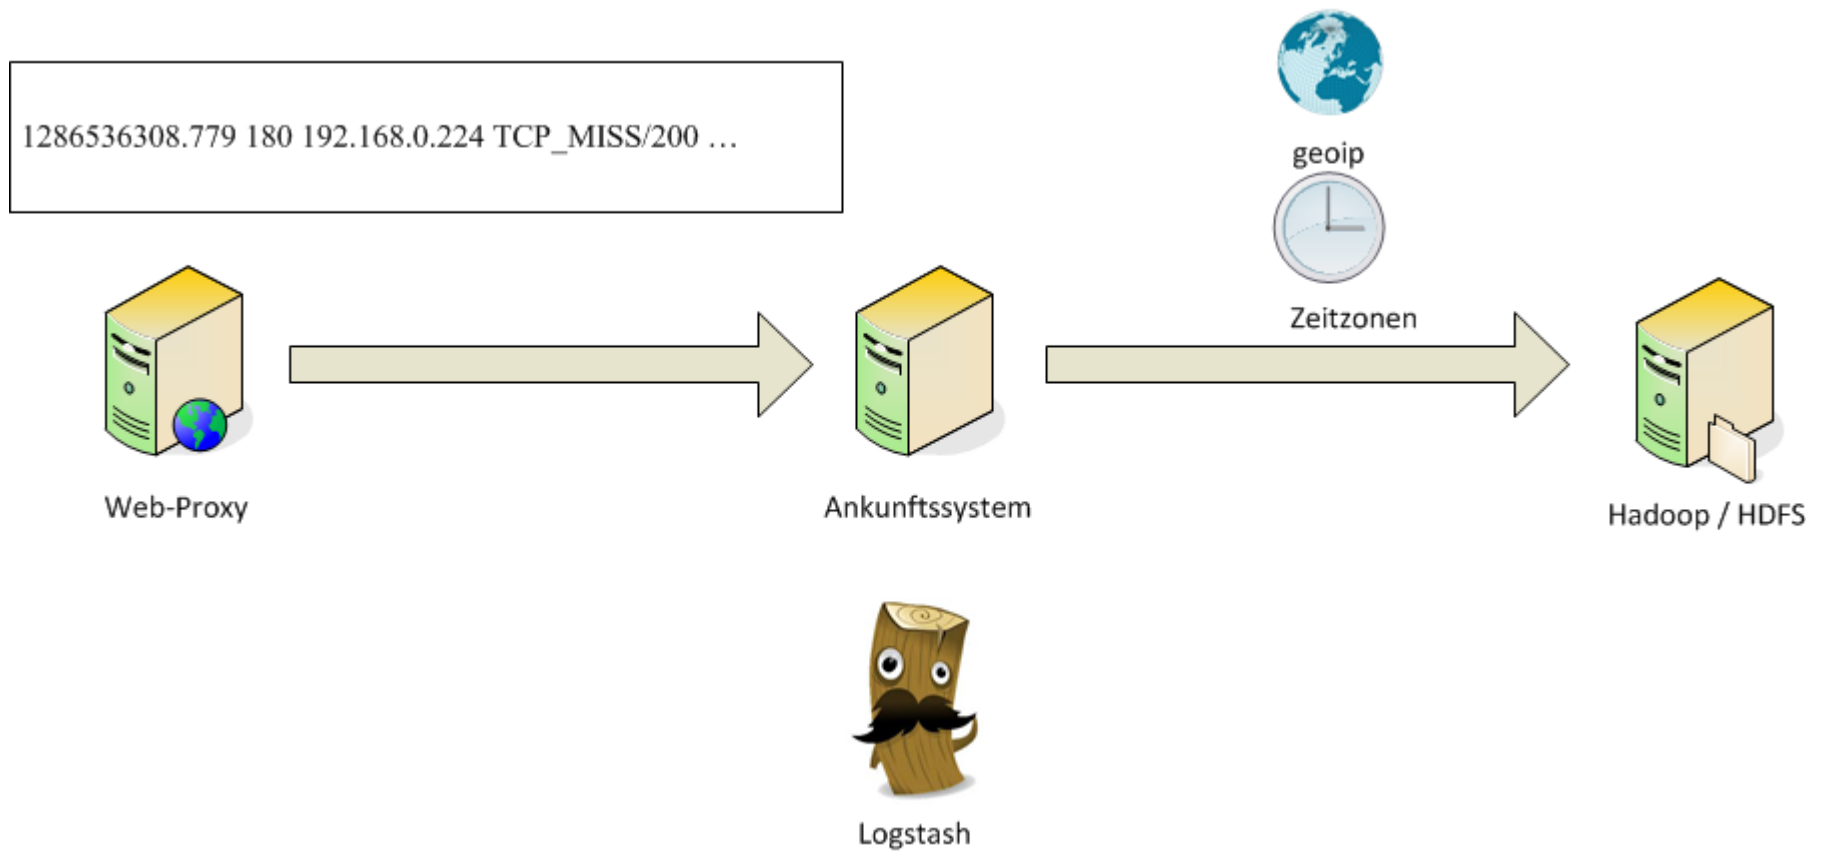 1286536308.779 180 192.168.0.224 TCP_MISS/200 …
geoip
Zeitzonen
Web-Proxy
Ankunftssystem
Hadoop / HDFS
Logstash